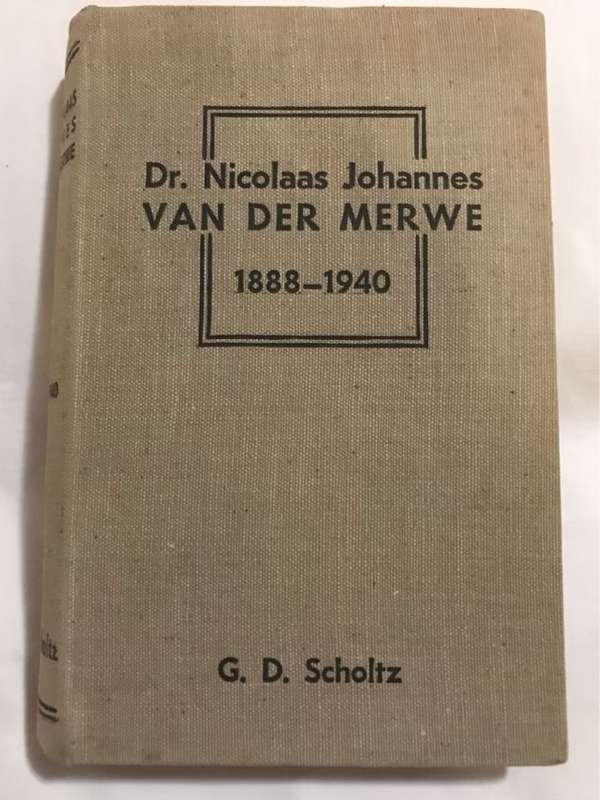 Dr. Nicolaas Johannes
VAN DER MERWE
1888–1940
G. D. Scholtz